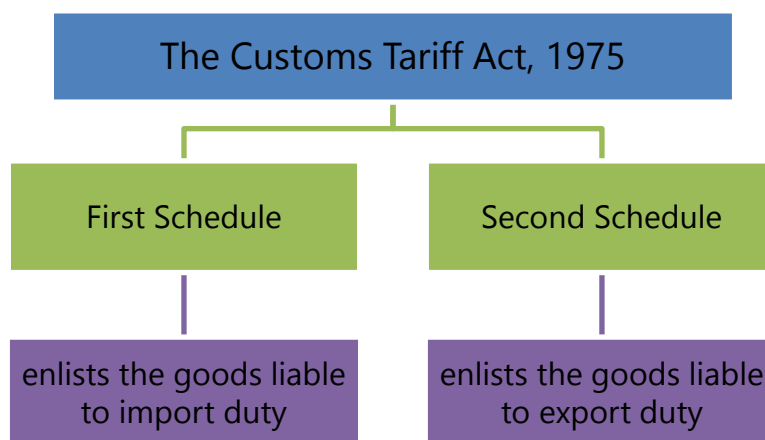 The Customs Tariff Act, 1975
First Schedule
Second Schedule
enlists the goods liable
to import duty
enlists the goods liable
to export duty